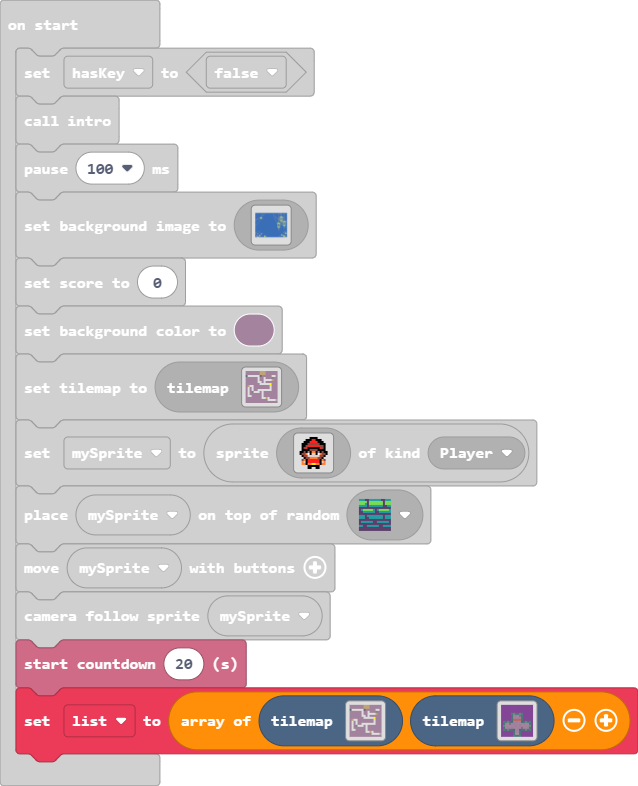 on start
set hasKey to false
call intro
pause 100 ms
set background image to
set score to 0
set background color to
set tilemap to tilemap
set mySprite to sprite of kind Player
place mySprite on top of random
move mySprite with buttons
camera follow sprite mySprite
start countdown 20 (s)
set list to array of tilemap tilemap